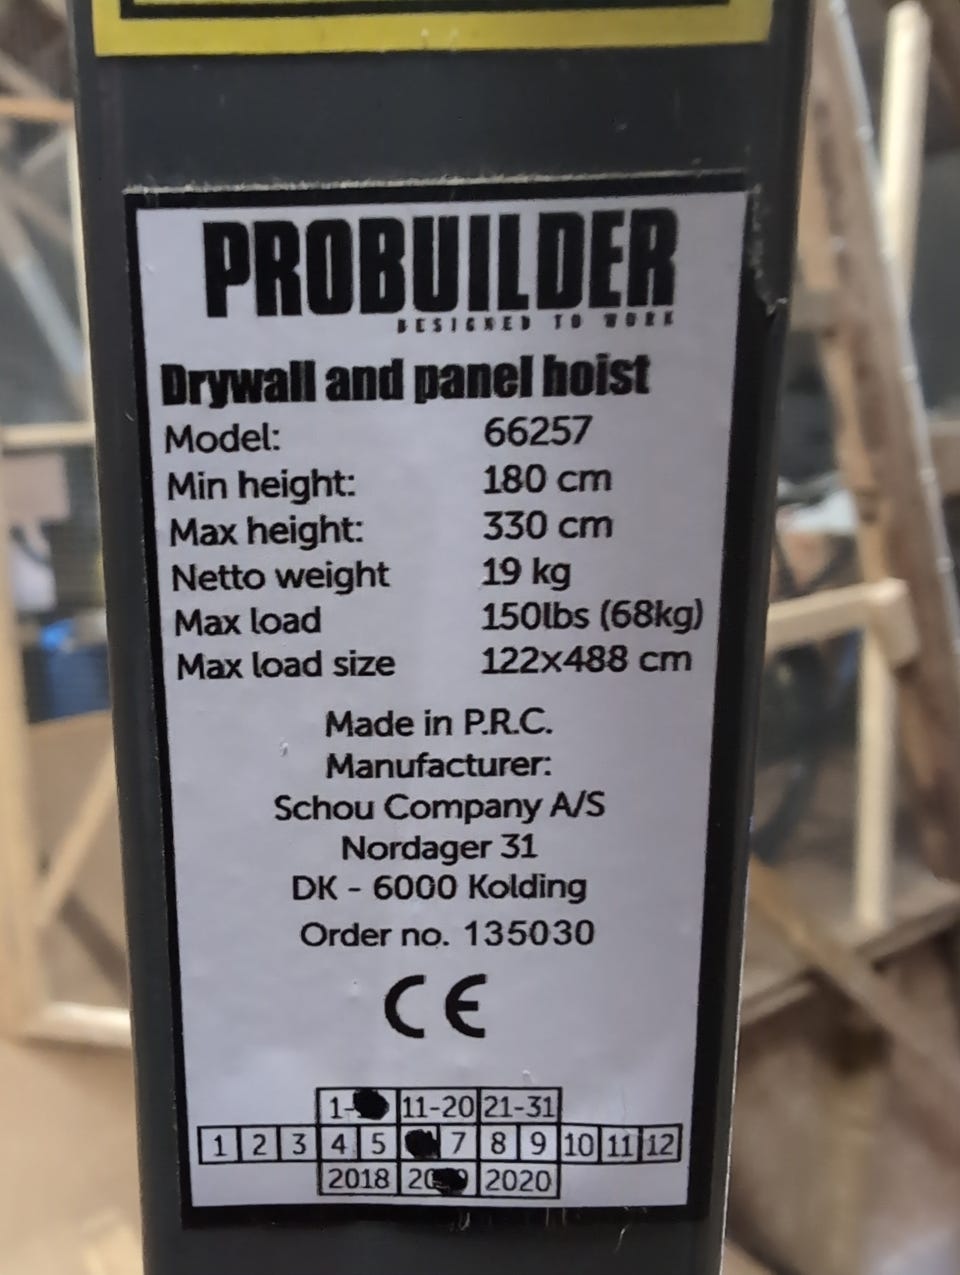 PROBUILDER
DESIGNED TO WORK
Drywall and panel hoist
Model: 66257
Min height: 180 cm
Max height: 330 cm
Netto weight 19 kg
Max load 150lbs (68kg)
Max load size 122x488 cm
Made in P.R.C.
Manufacturer:
Schou Company A/S
Nordager 31
DK - 6000 Kolding
Order no. 135030
CE
1- 11-20 21-31
1 2 3 4 5 7 8 9 10 11 12
2018 2020